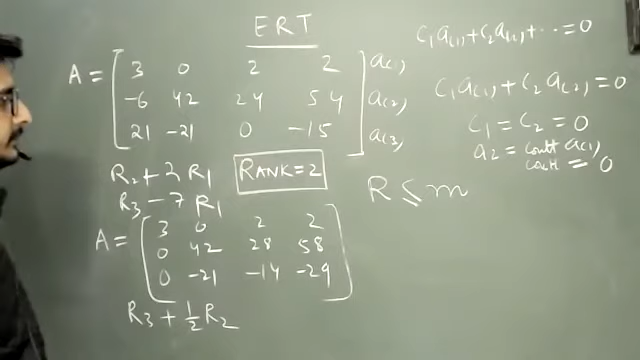 ERT
A = [ 3 0 2 2 ] a(1)
-6 42 24 54 a(2)
21 -21 0 -15 a(3)
R2 + 2 R1
R3 - 7 R1
RANK = 2
A = [ 3 0 2 2 ]
0 42 28 58
0 -21 -14 -29
R3 + 1/2 R2
C1 a(1) + C2 a(2) + ... = 0
C1 a(1) + C2 a(2) = 0
C1 = C2 = 0
a2 = const a(1)
= 0
R ≤ m